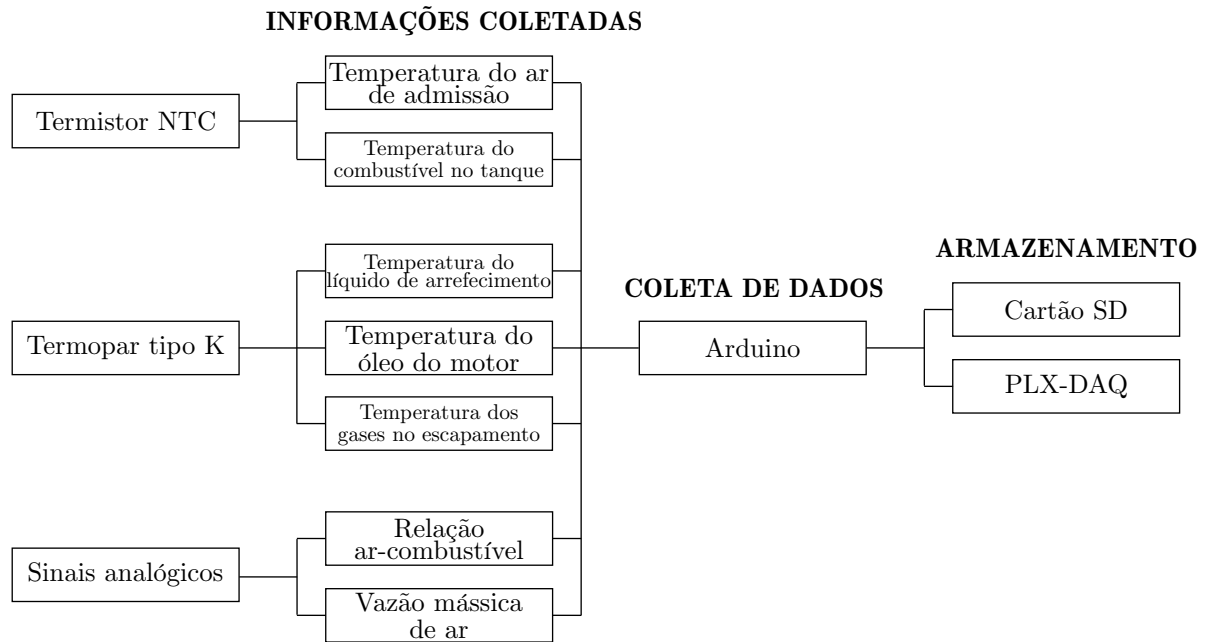 INFORMAÇÕES COLETADAS
Temperatura do ar
de admissão
Termistor NTC
Temperatura do
combustível no tanque
Temperatura do
líquido de arrefecimento
Termopar tipo K
Temperatura do
óleo do motor
Temperatura dos
gases no escapamento
Relação
ar-combustível
Sinais analógicos
Vazão mássica
de ar
COLETA DE DADOS
Arduino
ARMAZENAMENTO
Cartão SD
PLX-DAQ